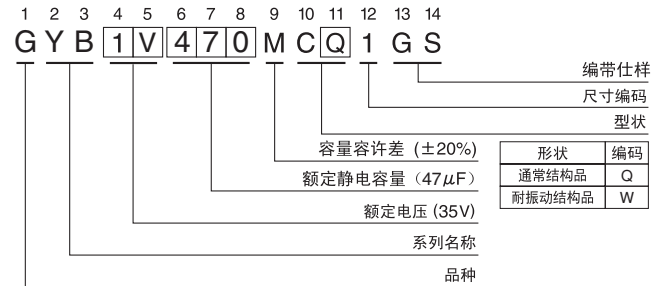 1 2 3 4 5 6 7 8 9 10 11 12 13 14
G Y B 1 V 4 7 0 M C Q 1 G S
编带仕样
尺寸编码
型状
容量容许差 (±20%)
额定静电容量（47μF）
额定电压 (35V)
系列名称
品种
形状 编码
通常结构品 Q
耐振动结构品 W